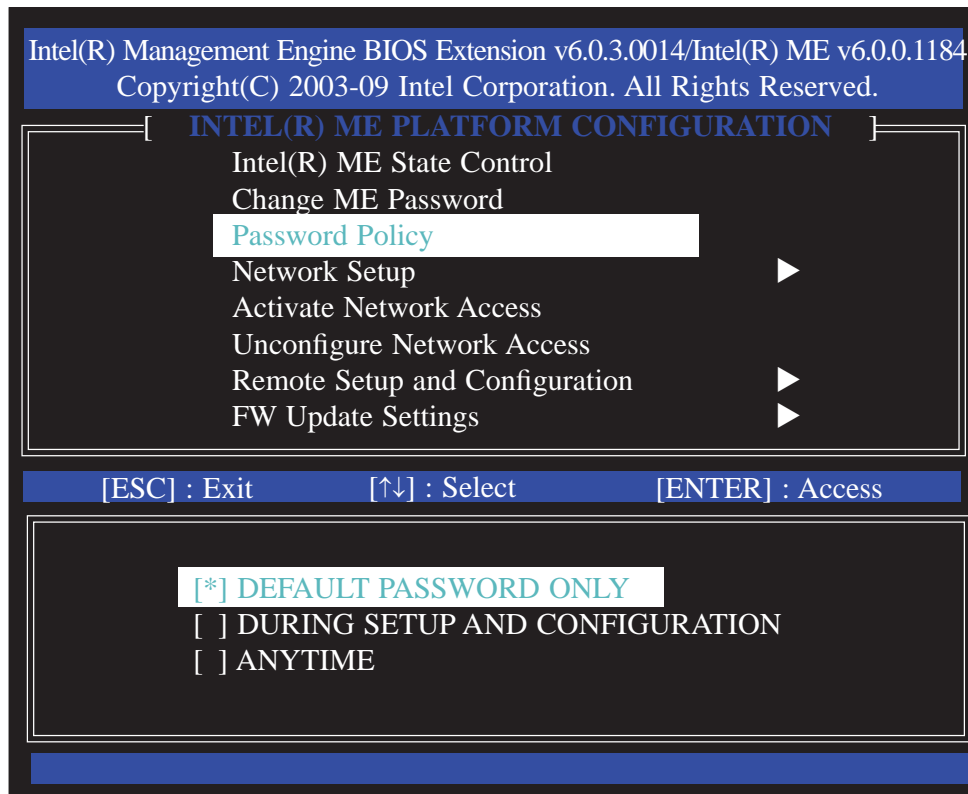 Intel(R) Management Engine BIOS Extension v6.0.3.0014/Intel(R) ME v6.0.0.1184
Copyright(C) 2003-09 Intel Corporation. All Rights Reserved.
[ INTEL(R) ME PLATFORM CONFIGURATION ]
Intel(R) ME State Control
Change ME Password
Password Policy
Network Setup ▶
Activate Network Access
Unconfigure Network Access
Remote Setup and Configuration ▶
FW Update Settings ▶
[ESC] : Exit [↑↓] : Select [ENTER] : Access
[*] DEFAULT PASSWORD ONLY
[ ] DURING SETUP AND CONFIGURATION
[ ] ANYTIME